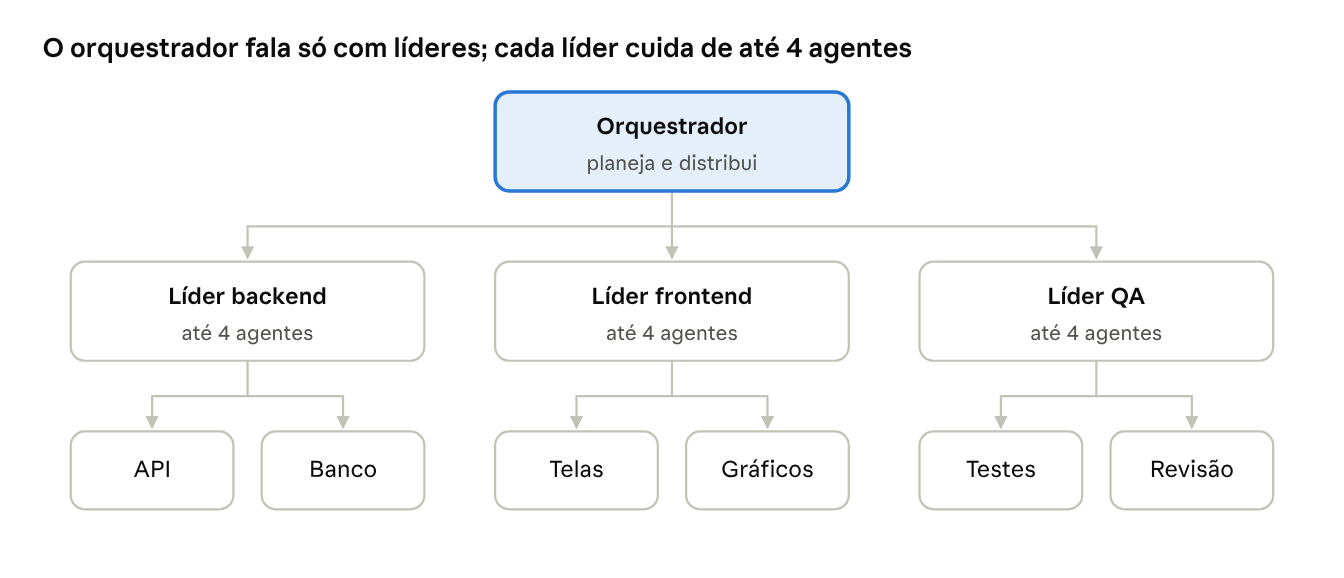 O orquestrador fala só com líderes; cada líder cuida de até 4 agentes
Orquestrador
planeja e distribui
Líder backend
até 4 agentes
Líder frontend
até 4 agentes
Líder QA
até 4 agentes
API
Banco
Telas
Gráficos
Testes
Revisão